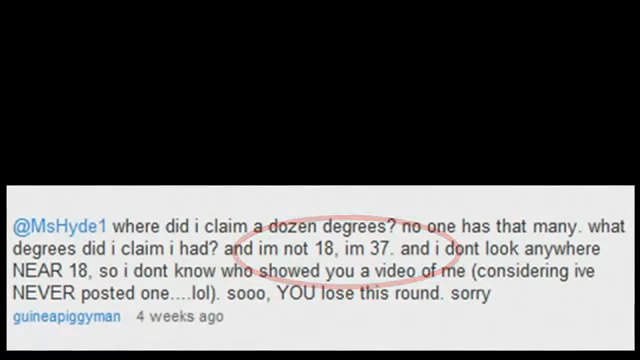 @MsHyde1 where did i claim a dozen degrees? no one has that many. what
degrees did i claim i had? and im not 18, im 37. and i dont look anywhere
NEAR 18, so i dont know who showed you a video of me (considering ive
NEVER posted one....lol). sooo, YOU lose this round. sorry
guineapiggyman 4 weeks ago